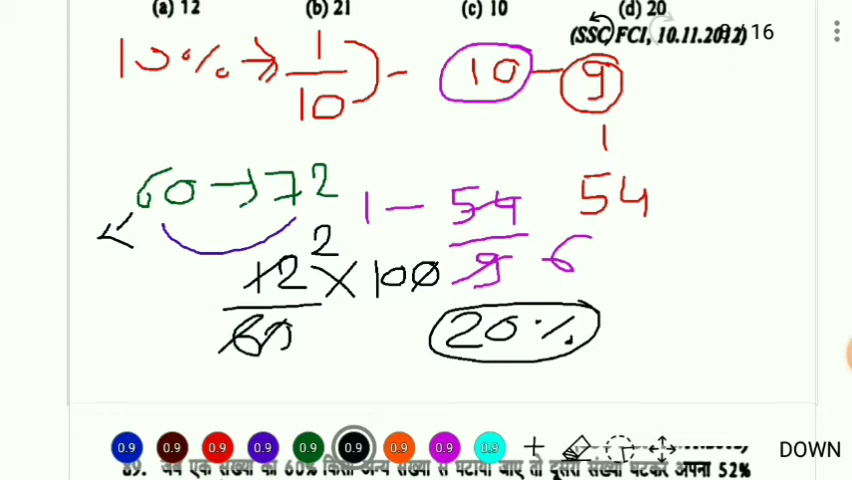 (a) 12 (b) 21 (c) 10 (d) 20
(SSC FCI, 10.11.2012)
/16
10% → 1/10 - 10 - 9
1
60 → 72 1 - 54 54
9 6
12 2 × 100
60
20%
0.9 0.9 0.9 0.9 0.9 0.9 0.9 0.9 0.9 DOWN
89. जब एक संख्या का 60% किसी अन्य संख्या से घटाया जाए तो दूसरी संख्या घटकर अपना 52%